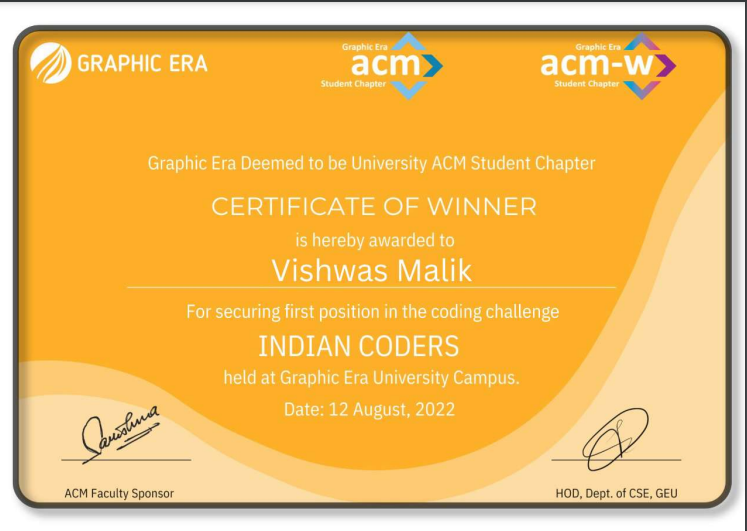 GRAPHIC ERA
Graphic Era
acm
Student Chapter
Graphic Era
acm-w
Student Chapter
Graphic Era Deemed to be University ACM Student Chapter
CERTIFICATE OF WINNER
is hereby awarded to
Vishwas Malik
For securing first position in the coding challenge
INDIAN CODERS
held at Graphic Era University Campus.
Date: 12 August, 2022
ACM Faculty Sponsor
HOD, Dept. of CSE, GEU